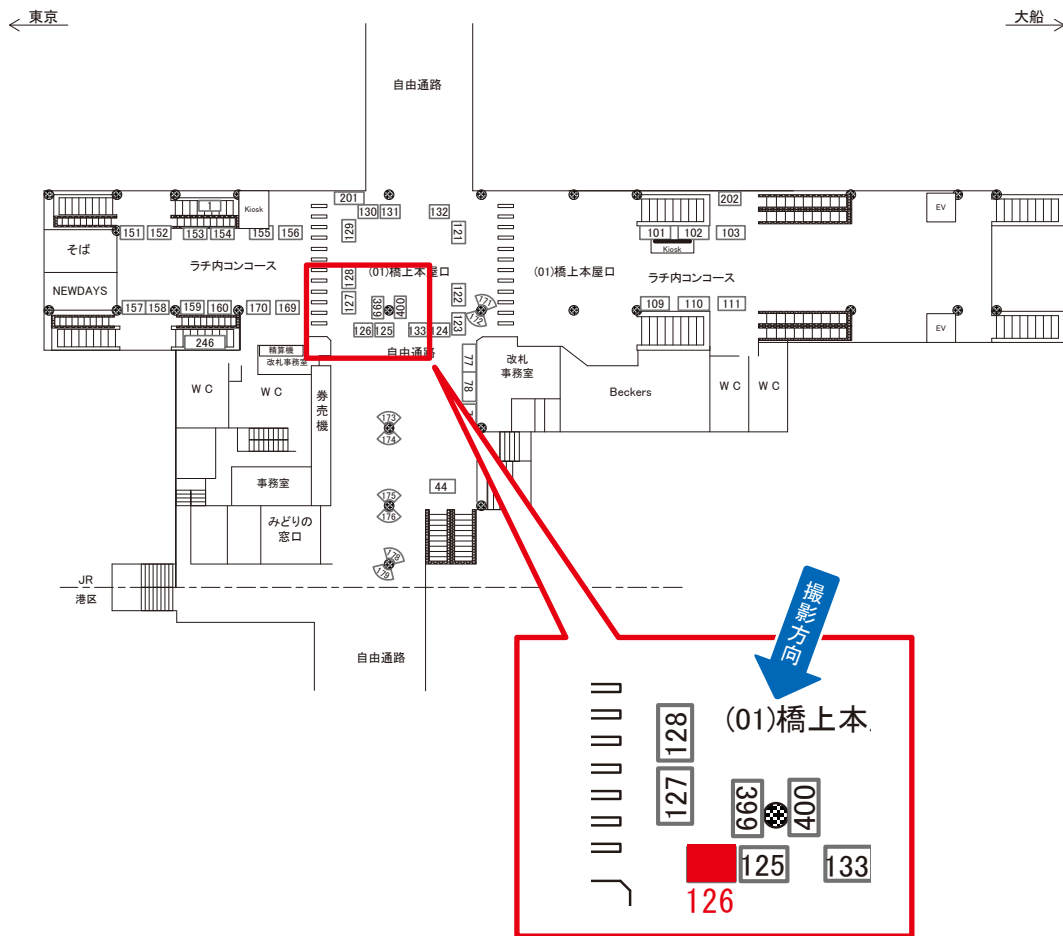 東京
大船
自由通路
201
130
131
132
Kiosk
1
202
EV
151
152
153
154
155
156
129
121
101
102
103
Kiosk
そば
ラチ内コンコース
128
(01)橋上本屋口
(01)橋上本屋口
ラチ内コンコース
NEWDAYS
157
158
159
160
170
169
127
399
400
122
171
172
109
110
111
246
126
125
133
124
123
EV
精算機
改札事務室
自由通路
77
78
改札
事務室
W C
W C
券売機
Beckers
W C
W C
173
174
事務室
44
175
176
みどりの
窓口
178
179
JR
港区
自由通路
撮影方向
(01)橋上本
128
127
399
400
125
133
126